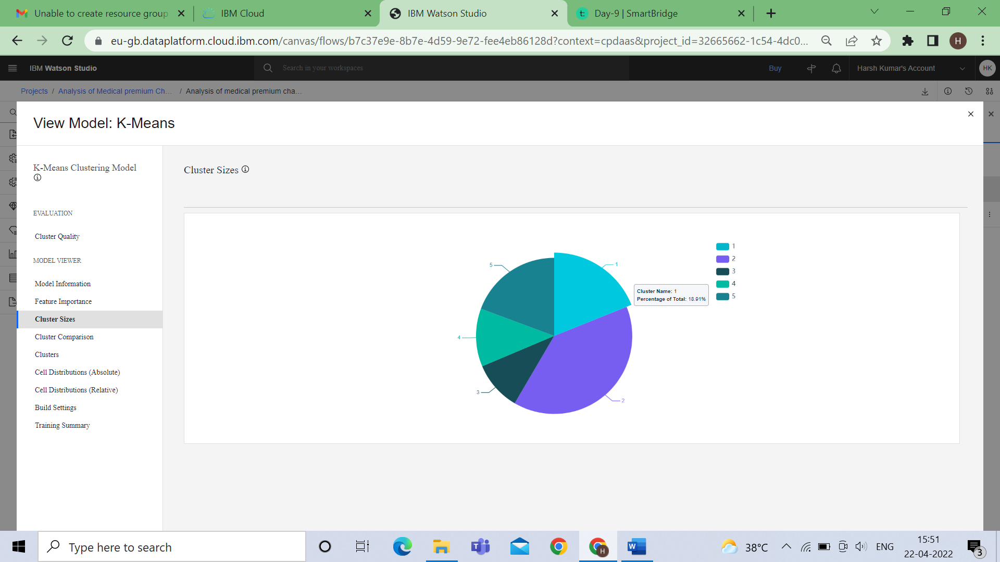 Unable to create resource group
IBM Cloud
IBM Watson Studio
t: Day-9 | SmartBridge
eu-gb.dataplatform.cloud.ibm.com/canvas/flows/b7c37e9e-8b7e-4d59-9e72-fee4eb86128d?context=cpdaas&project_id=32665662-1c54-4dc0...
H
IBM Watson Studio
Search in your workspaces
Buy
Harsh Kumar's Account
HK
Projects / Analysis of Medical premium Ch... / Analysis of medical premium cha...
View Model: K-Means
K-Means Clustering Model
EVALUATION
Cluster Quality
MODEL VIEWER
Model Information
Feature Importance
Cluster Sizes
Cluster Comparison
Clusters
Cell Distributions (Absolute)
Cell Distributions (Relative)
Build Settings
Training Summary
Cluster Sizes
5
1
4
3
2
Cluster Name: 1
Percentage of Total: 18.91%
1
2
3
4
5
Type here to search
T
H
W
38°C
ENG
15:51
22-04-2022
3